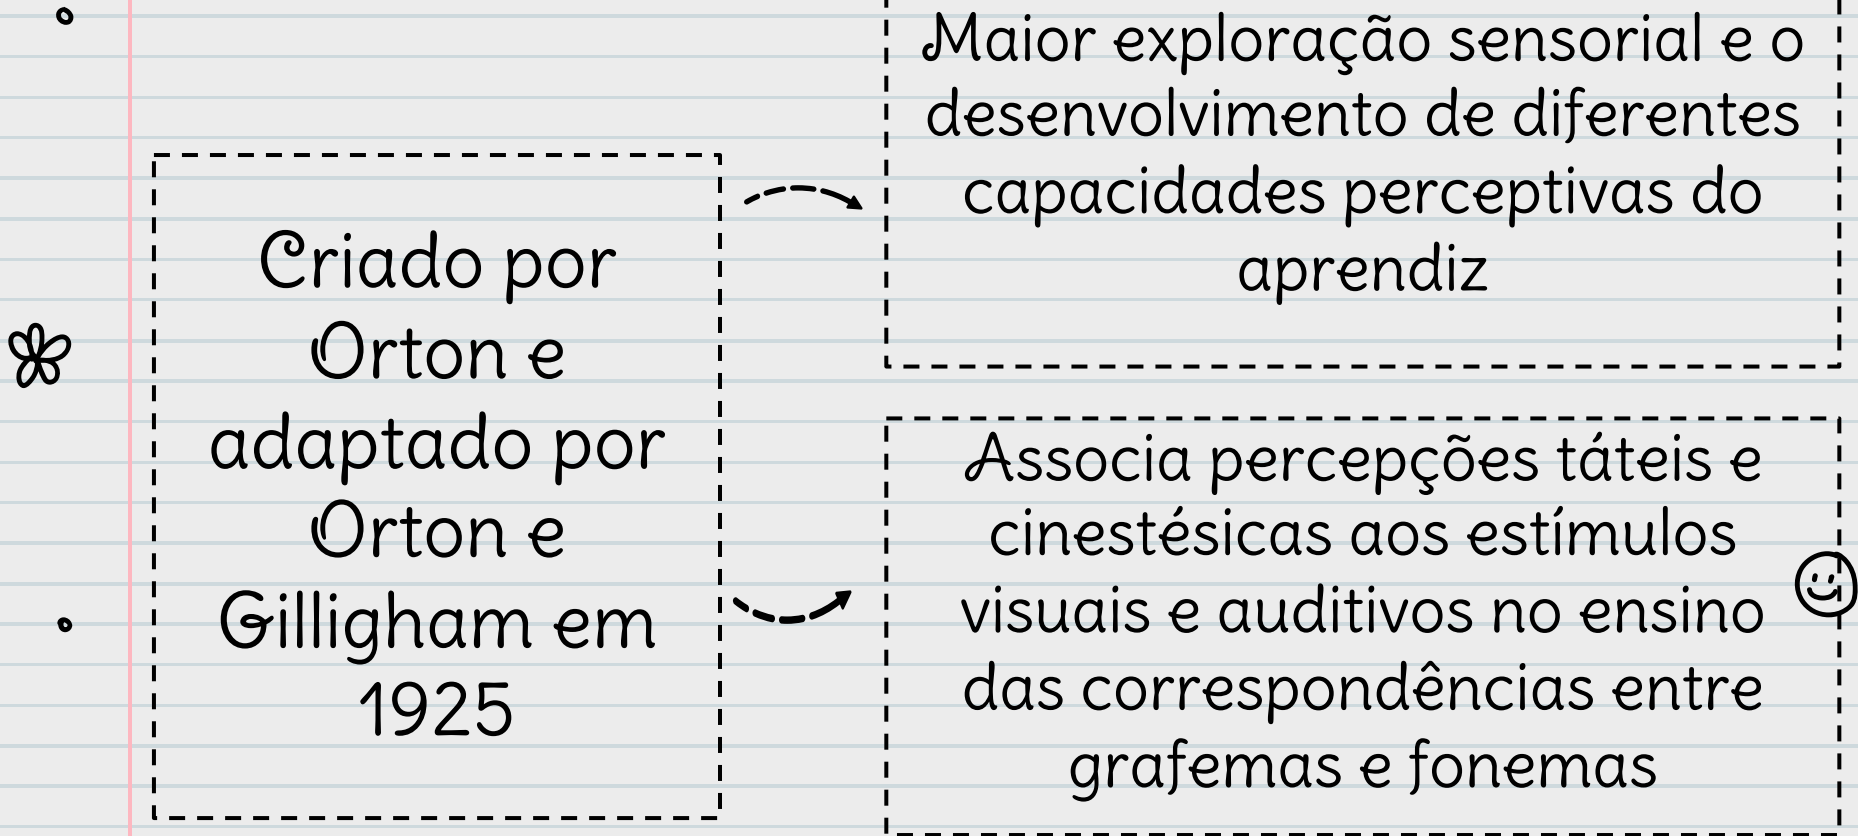 Criado por
Orton e
adaptado por
Orton e
Gilligham em
1925
Maior exploração sensorial e o
desenvolvimento de diferentes
capacidades perceptivas do
aprendiz
Associa percepções táteis e
cinestésicas aos estímulos
visuais e auditivos no ensino
das correspondências entre
grafemas e fonemas